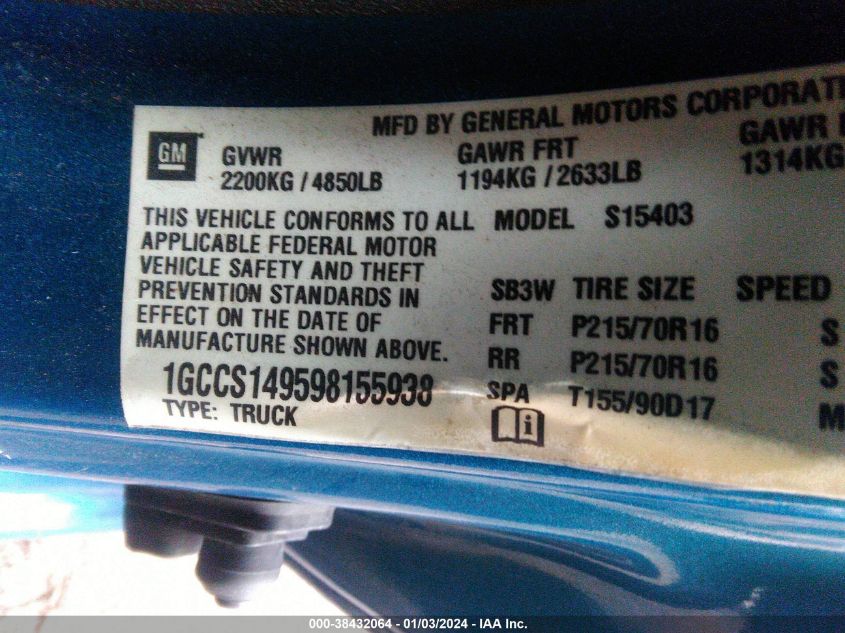 MFD BY GENERAL MOTORS CORPORATI
GM
GVWR GAWR FRT GAWR
2200KG / 4850LB 1194KG / 2633LB 1314KG
THIS VEHICLE CONFORMS TO ALL MODEL S15403
APPLICABLE FEDERAL MOTOR
VEHICLE SAFETY AND THEFT
PREVENTION STANDARDS IN SB3W TIRE SIZE SPEED
EFFECT ON THE DATE OF FRT P215/70R16 S
MANUFACTURE SHOWN ABOVE. RR P215/70R16 S
1GCCS149598155938 SPA T155/90D17 M
TYPE: TRUCK
000-38432064 - 01/03/2024 - IAA Inc.